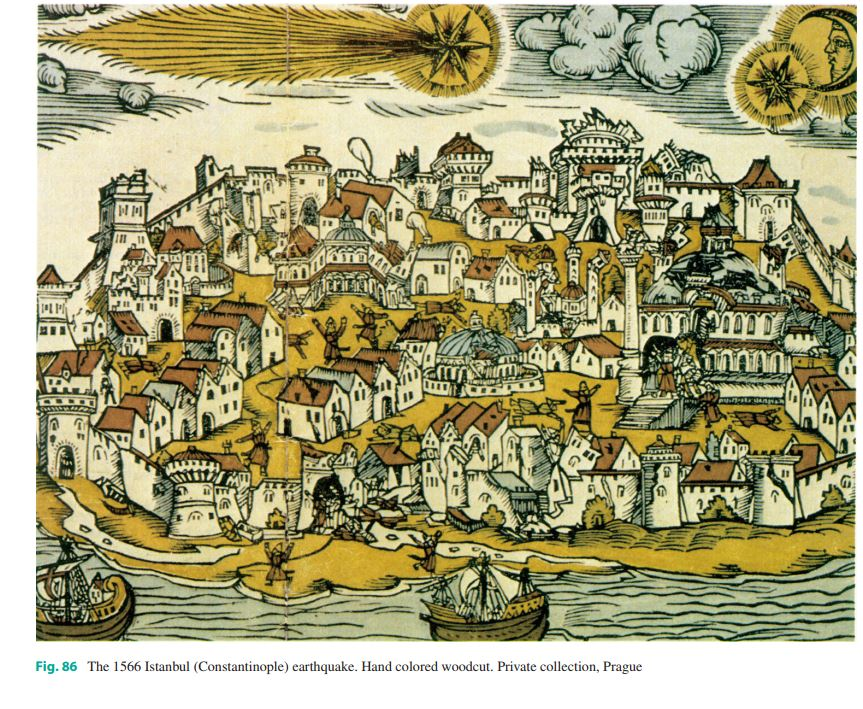 Fig. 86 The 1566 Istanbul (Constantinople) earthquake. Hand colored woodcut. Private collection, Prague